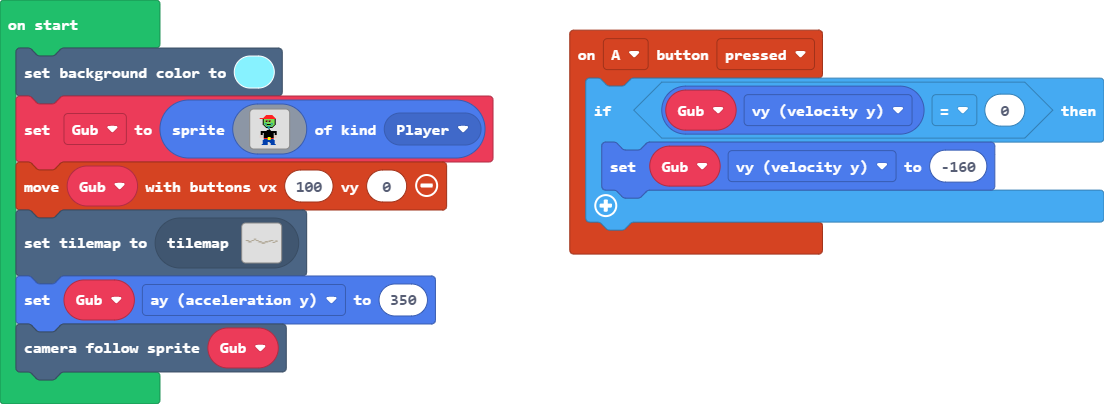 on start
set background color to
set Gub to sprite of kind Player
move Gub with buttons vx 100 vy 0
set tilemap to tilemap
set Gub ay (acceleration y) to 350
camera follow sprite Gub
on A button pressed
if Gub vy (velocity y) = 0 then
set Gub vy (velocity y) to -160